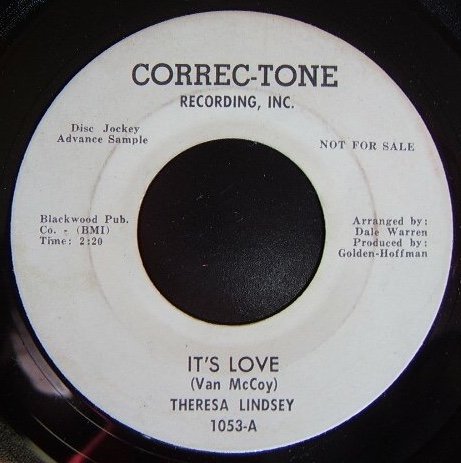 CORREC-TONE
RECORDING, INC.
Disc Jockey
Advance Sample
NOT FOR SALE
Blackwood Pub.
Co. - (BMI)
Time: 2:20
Arranged by:
Dale Warren
Produced by:
Golden-Hoffman
IT'S LOVE
(Van McCoy)
THERESA LINDSEY
1053-A